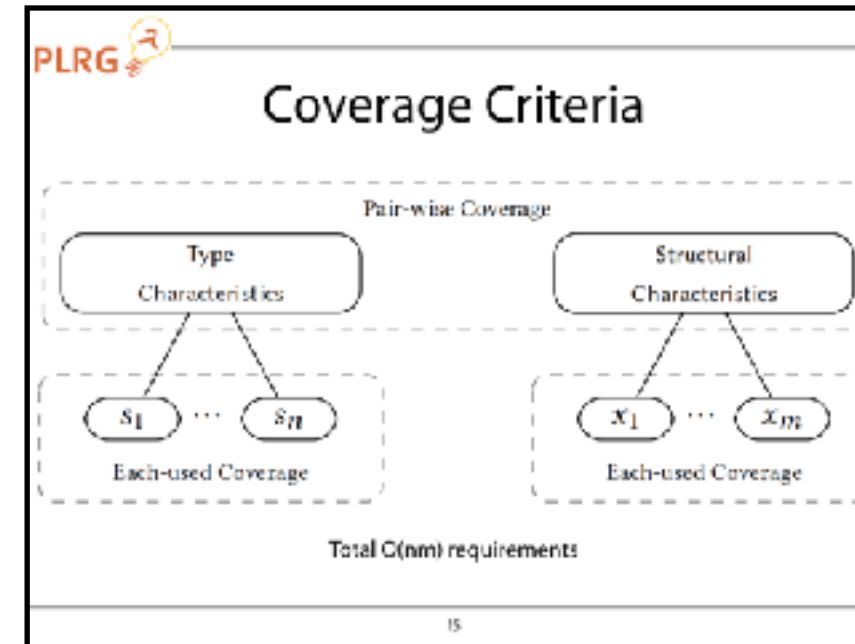 PLRG
Coverage Criteria
Pair-wise Coverage
Type
Characteristics
Structural
Characteristics
s₁ ··· sₙ
x₁ ··· xₘ
Each-used Coverage
Each-used Coverage
Total O(nm) requirements
15